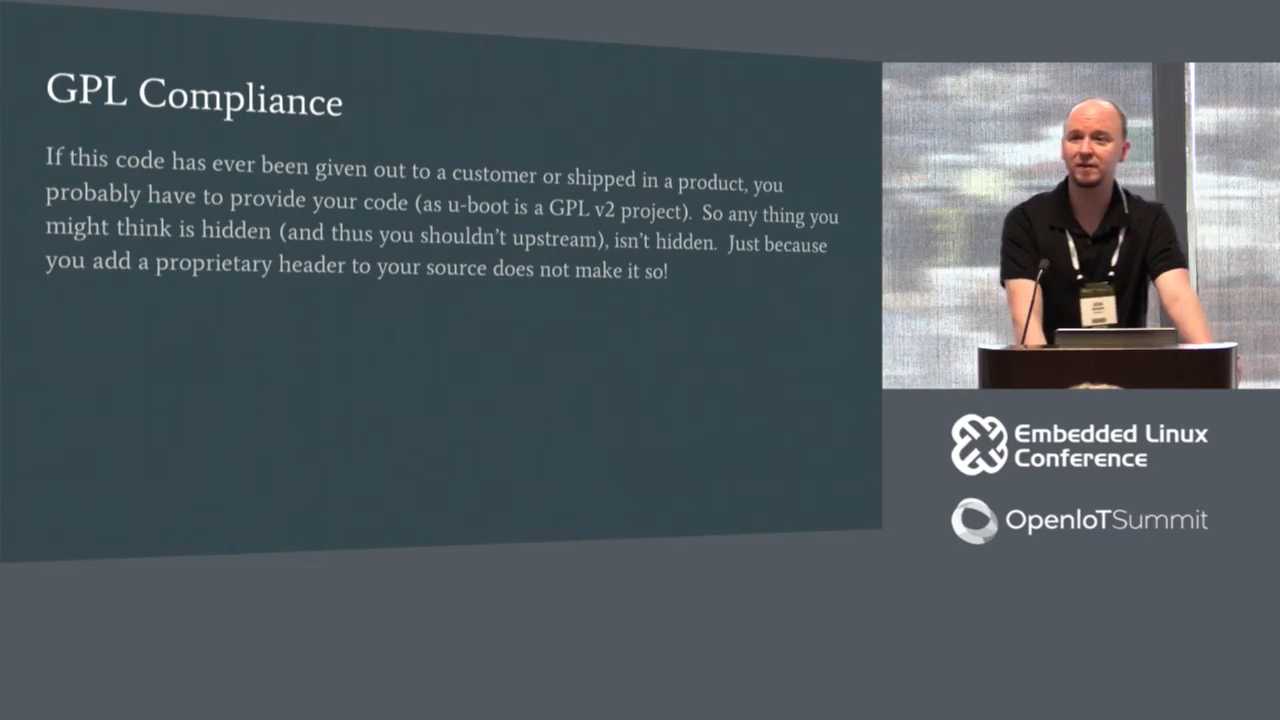 GPL Compliance
If this code has ever been given out to a customer or shipped in a product, you
probably have to provide your code (as u-boot is a GPL v2 project). So any thing you
might think is hidden (and thus you shouldn't upstream), isn't hidden. Just because
you add a proprietary header to your source does not make it so!
Embedded Linux
Conference
OpenIoTSummit